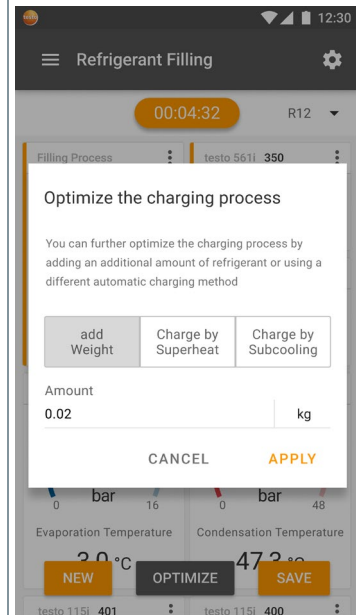 testo
12:30
Refrigerant Filling
00:04:32
R12
Filling Process
testo 561i 350
Optimize the charging process
You can further optimize the charging process by
adding an additional amount of refrigerant or using a
different automatic charging method
add
Weight
Charge by
Superheat
Charge by
Subcooling
Amount
0.02
kg
CANCEL
APPLY
0
bar
16
0
bar
48
Evaporation Temperature
Condensation Temperature
°C
47.3 °C
NEW
OPTIMIZE
SAVE
testo 115i 401
testo 115i 400